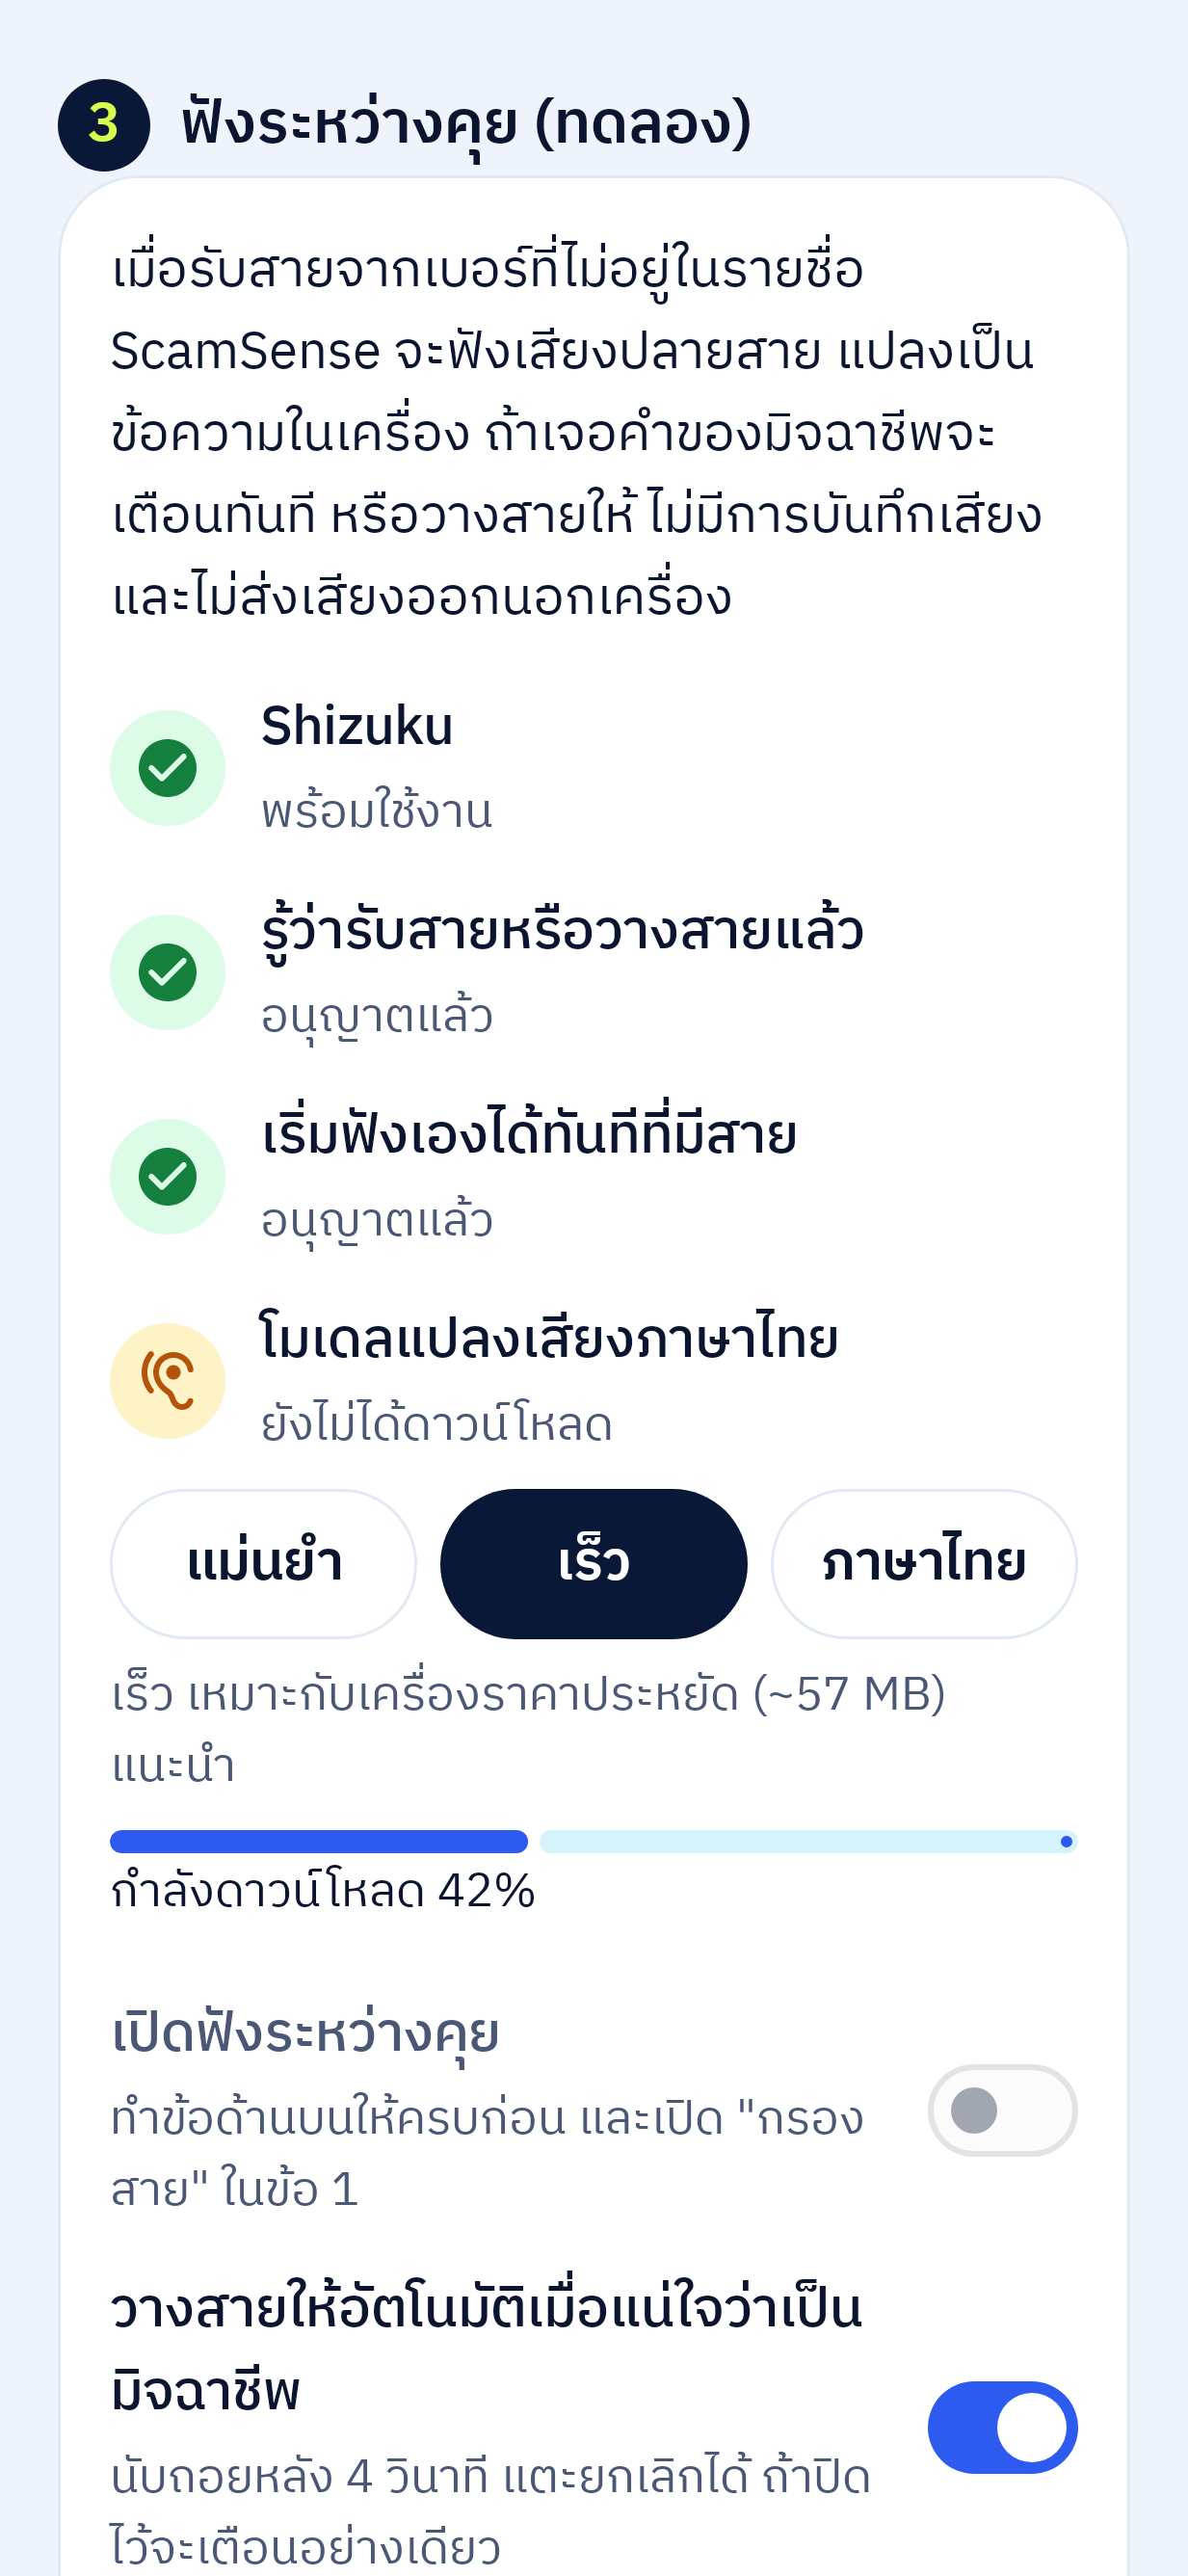 3 ฟังระหว่างคุย (ทดลอง)
เมื่อรับสายจากเบอร์ที่ไม่อยู่ในรายชื่อ
ScamSense จะฟังเสียงปลายสาย แปลงเป็น
ข้อความในเครื่อง ถ้าเจอคำของมิจฉาชีพจะ
เตือนทันที หรือวางสายให้ ไม่มีการบันทึกเสียง
และไม่ส่งเสียงออกนอกเครื่อง
Shizuku
พร้อมใช้งาน
รู้ว่ารับสายหรือวางสายแล้ว
อนุญาตแล้ว
เริ่มฟังเองได้ทันทีที่มีสาย
อนุญาตแล้ว
โมเดลแปลงเสียงภาษาไทย
ยังไม่ได้ดาวน์โหลด
แม่นยำ เร็ว ภาษาไทย
เร็ว เหมาะกับเครื่องราคาประหยัด (~57 MB)
แนะนำ
กำลังดาวน์โหลด 42%
เปิดฟังระหว่างคุย
ทำข้อด้านบนให้ครบก่อน และเปิด "กรอง
สาย" ในข้อ 1
วางสายให้อัตโนมัติเมื่อแน่ใจว่าเป็น
มิจฉาชีพ
นับถอยหลัง 4 วินาที แตะยกเลิกได้ ถ้าปิด
ไว้จะเตือนอย่างเดียว